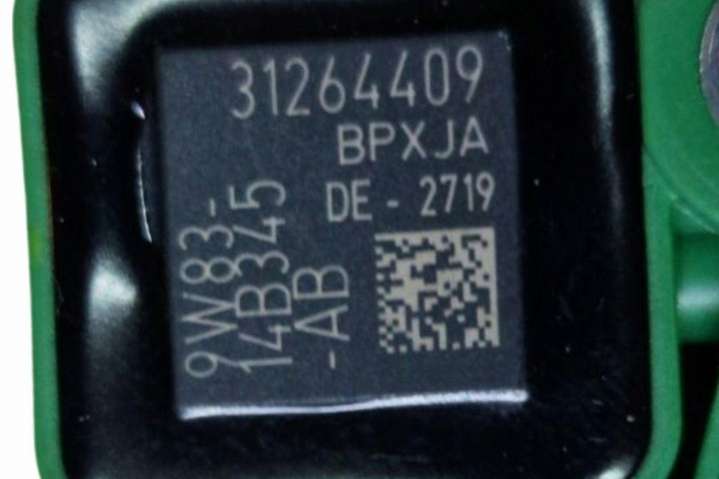 31264409
BPXJA
DE - 2719
9W83-
14B345
-AB